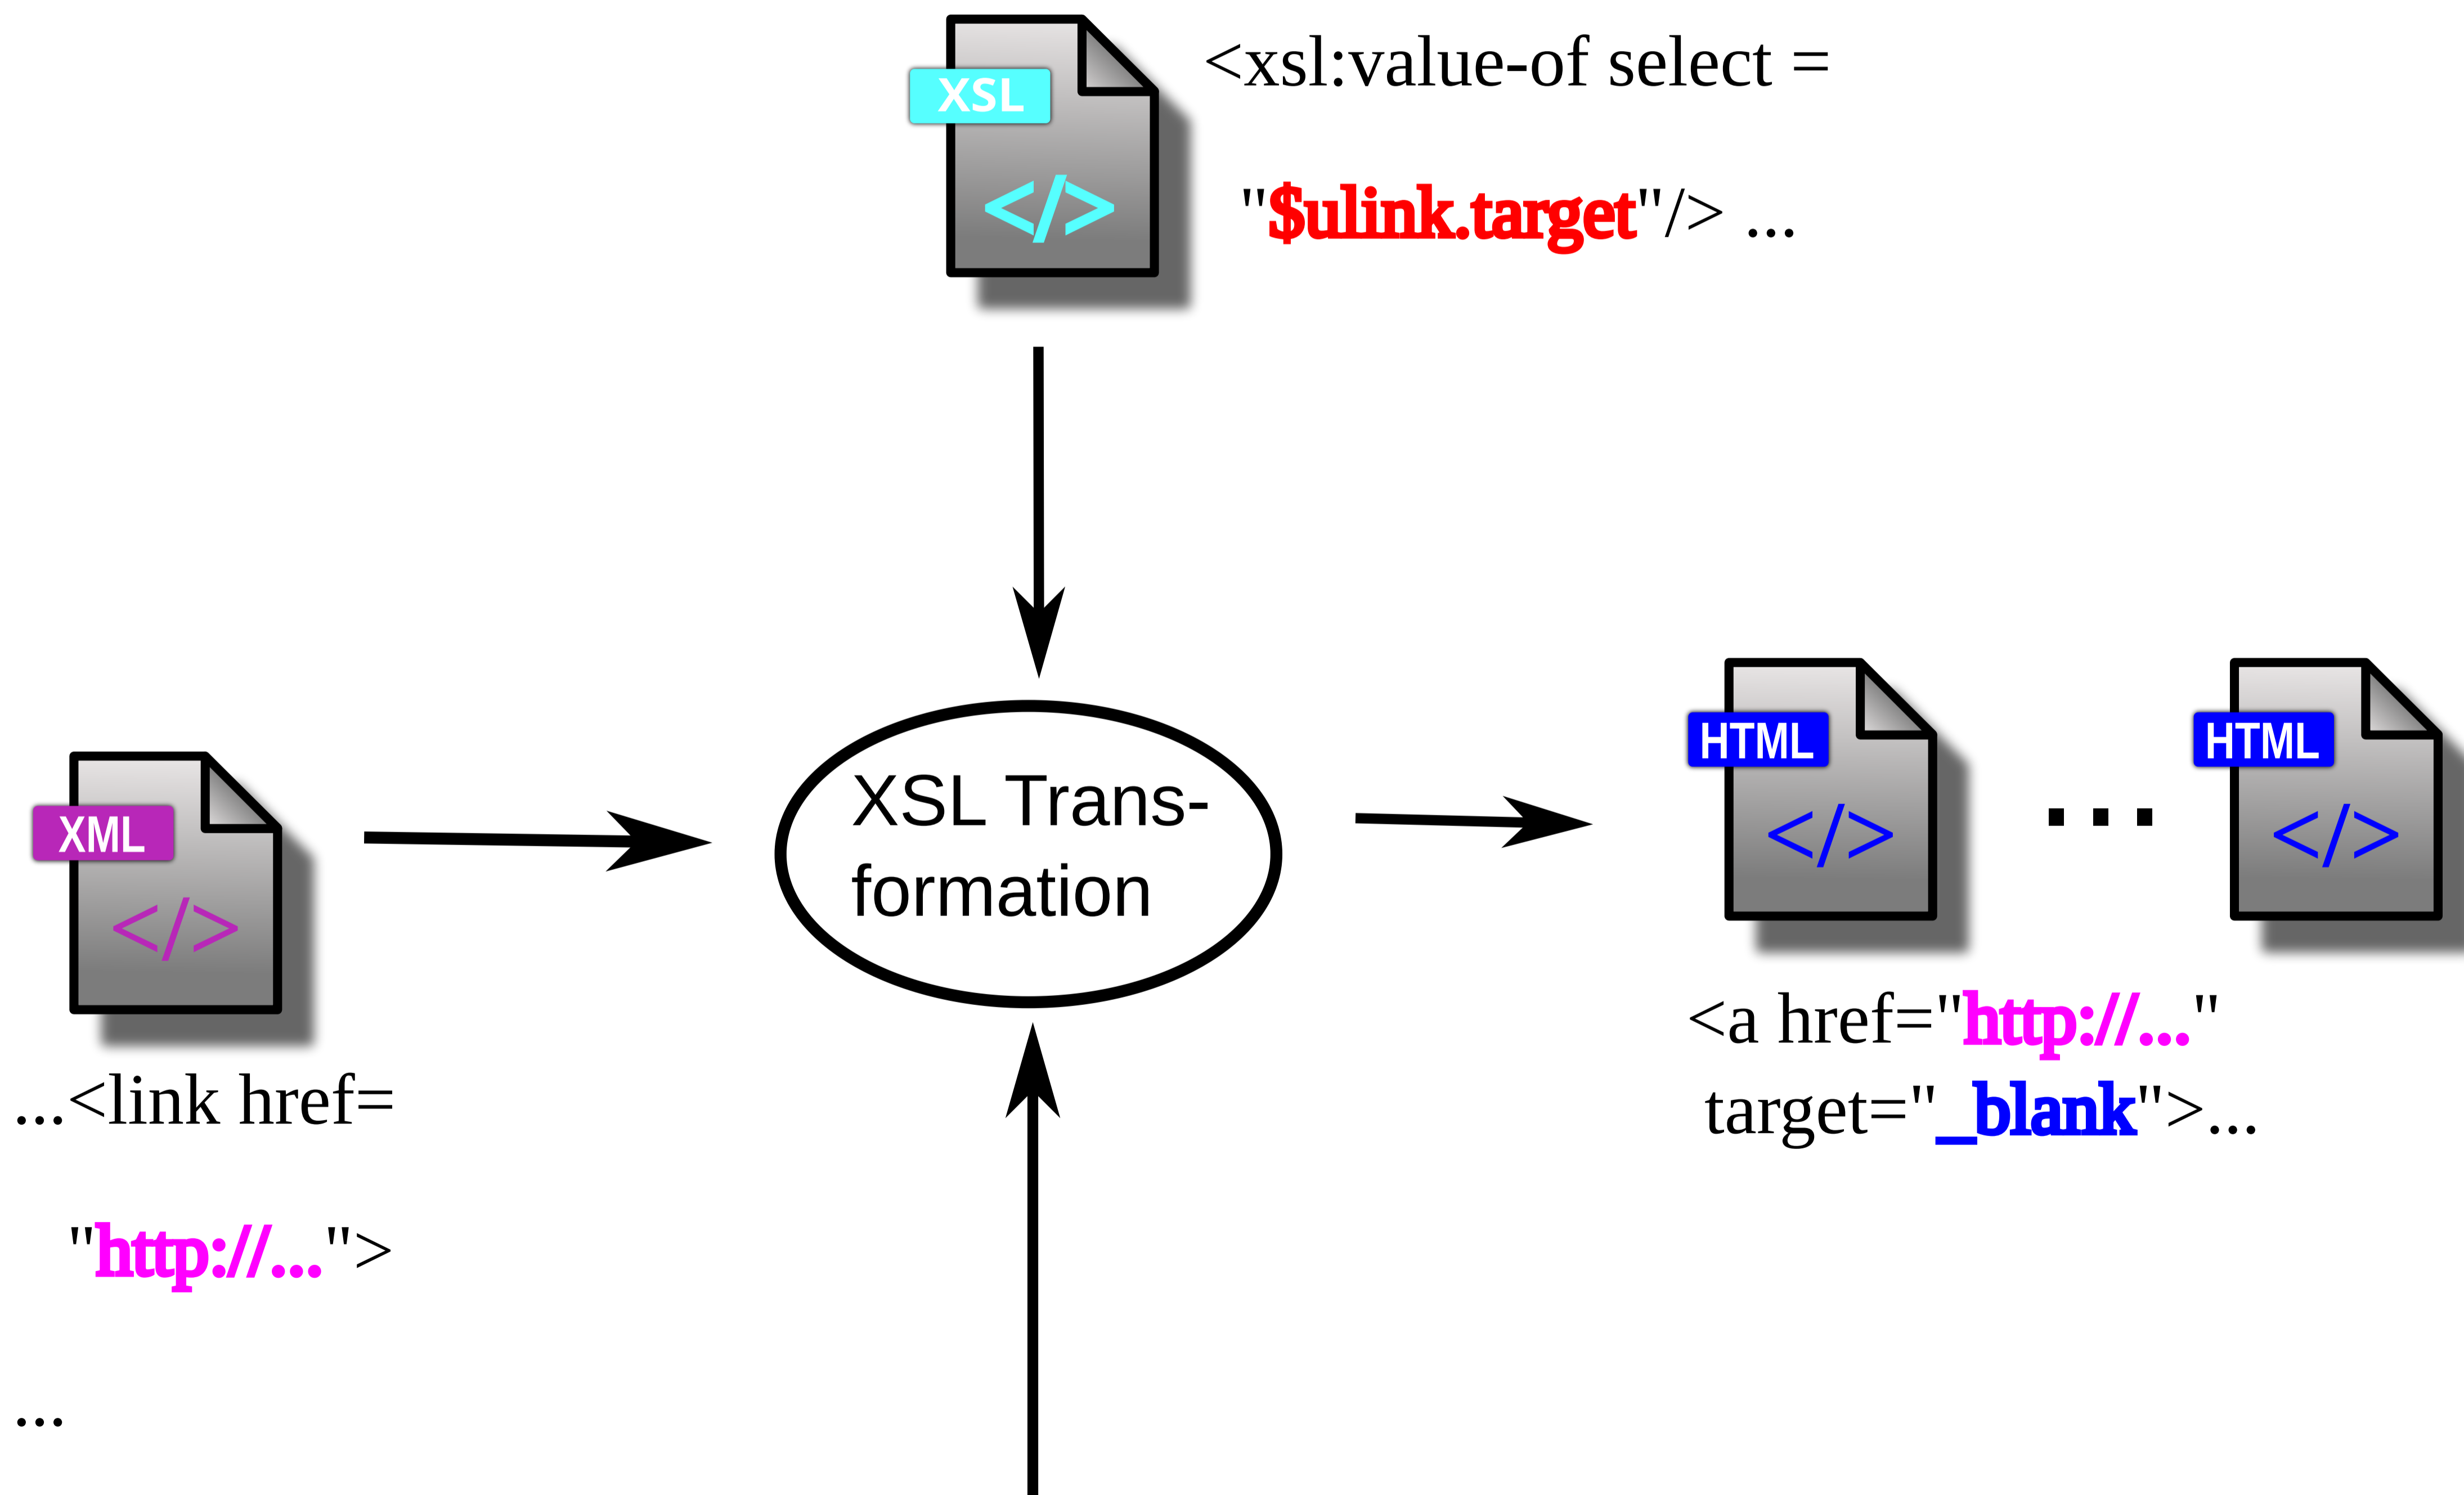 <xsl:value-of select =
XSL
"$ulink.target"/> ...
</>
XSL Trans-
formation
HTML
...
HTML
</>
</>
XML
</>
<a href="http://..."
target="_blank">...
...<link href=
"http://...">
...